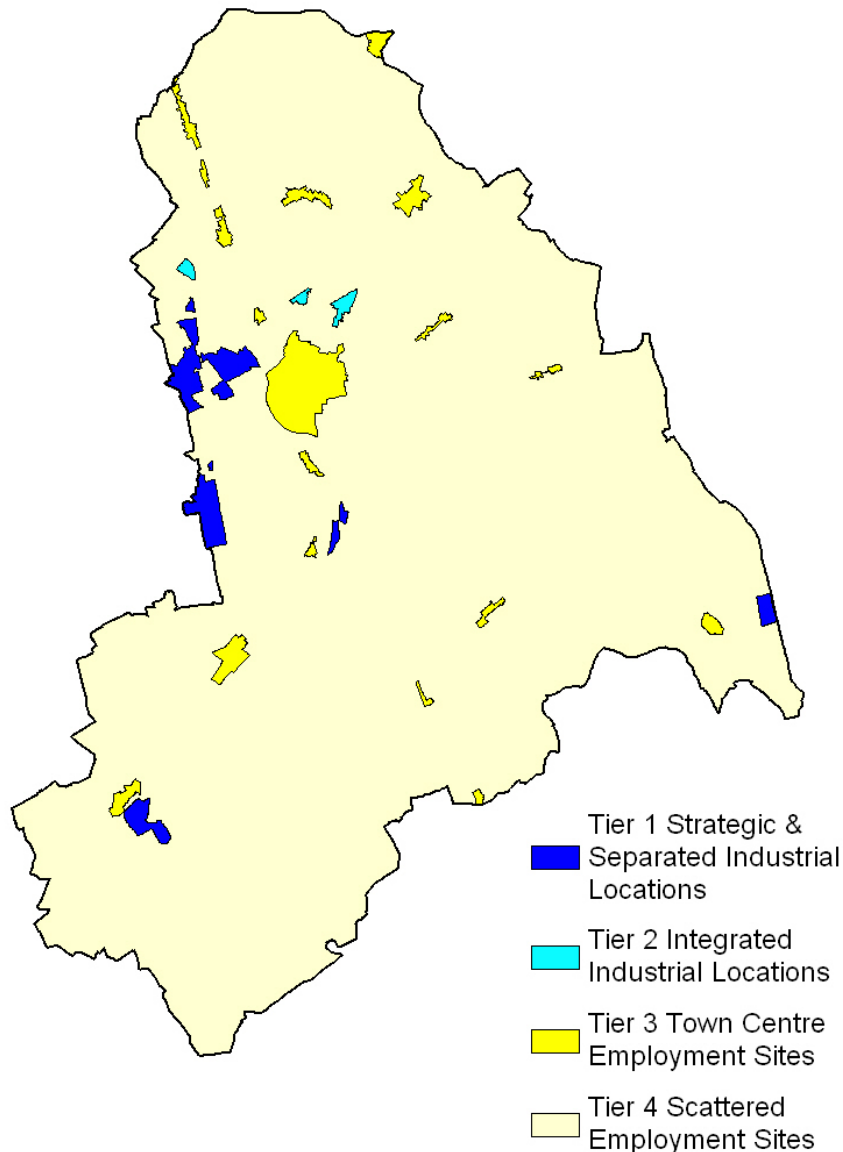 Tier 1 Strategic &
Separated Industrial
Locations
Tier 2 Integrated
Industrial Locations
Tier 3 Town Centre
Employment Sites
Tier 4 Scattered
Employment Sites